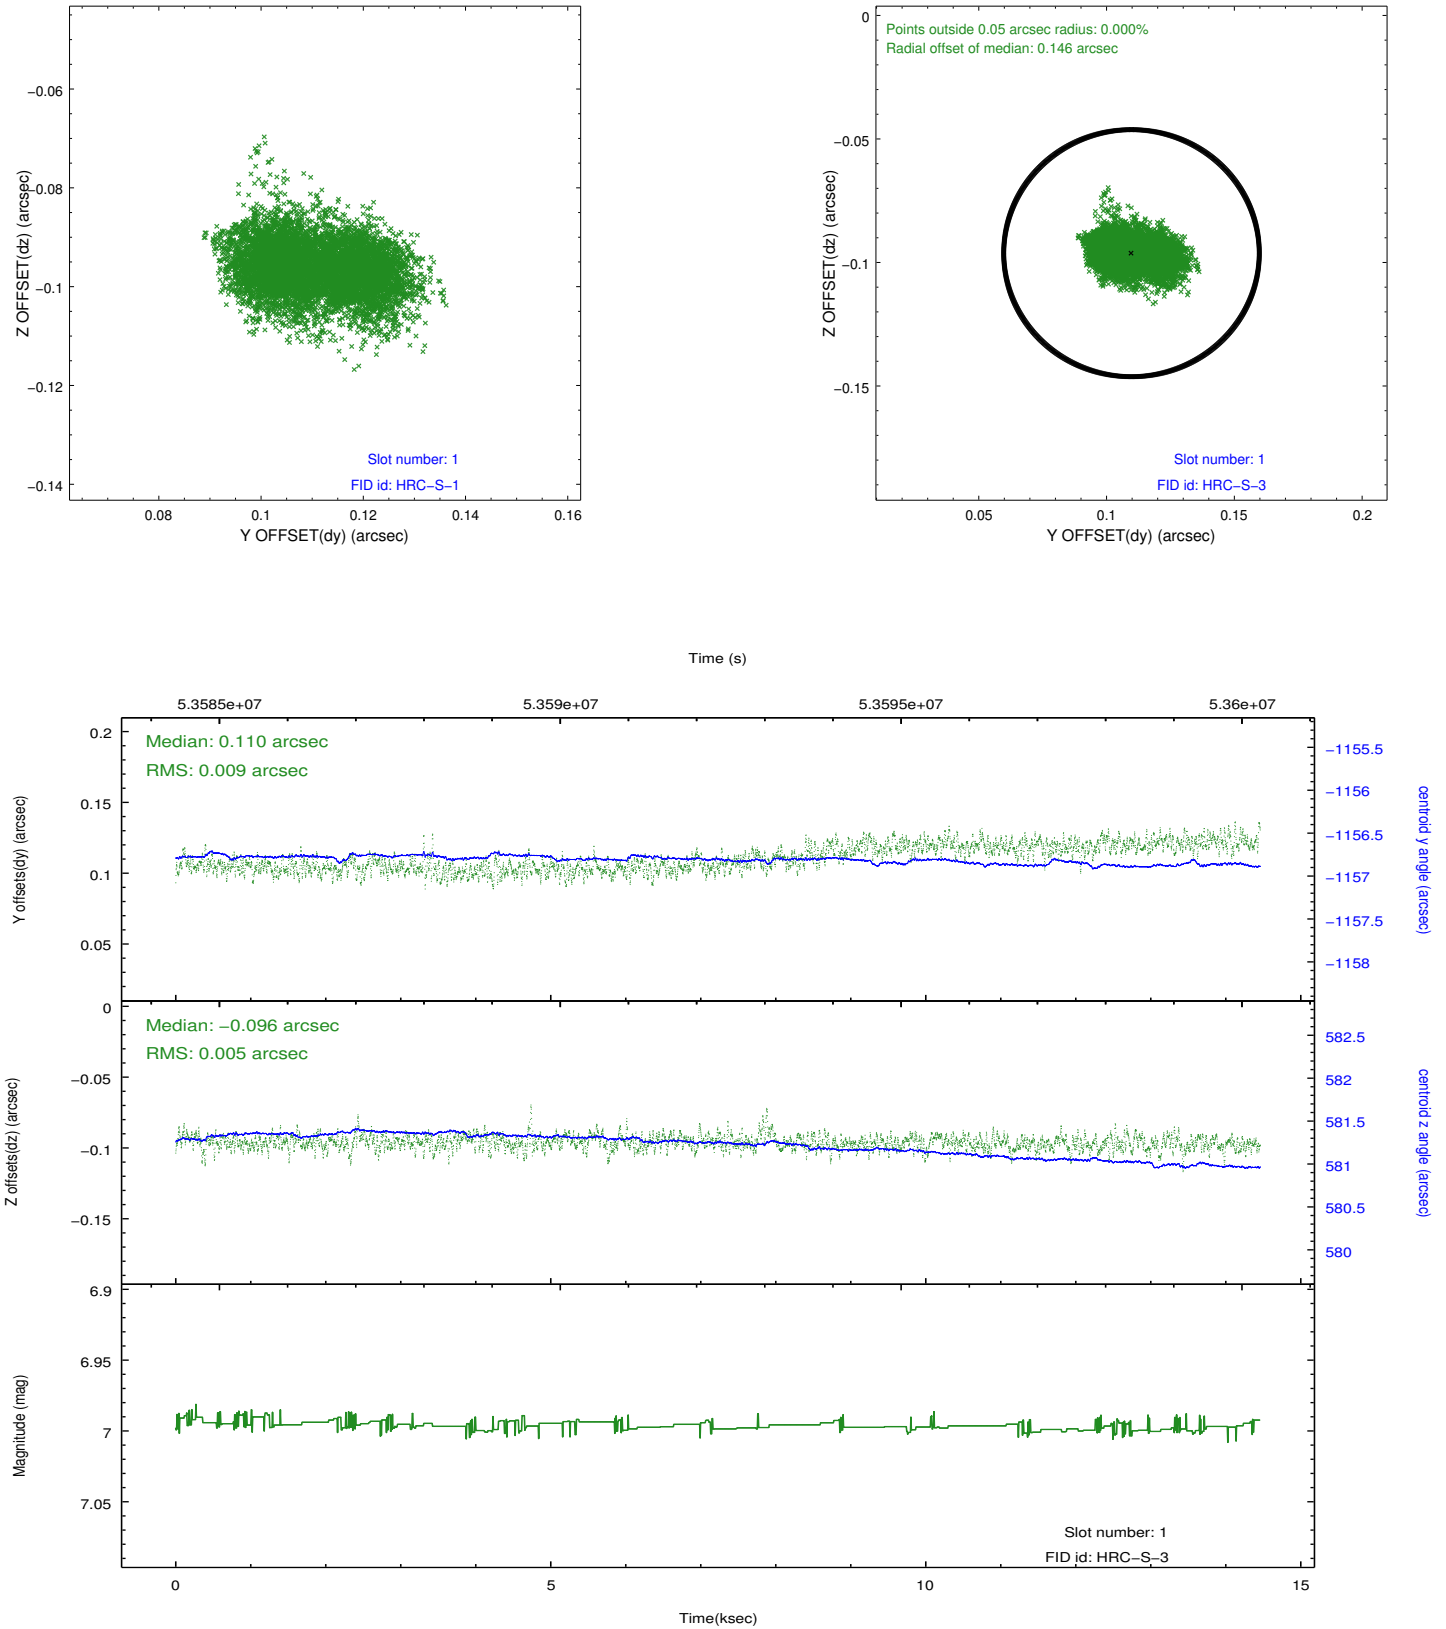 −0.06
−0.08
−0.1
−0.12
−0.14
Z OFFSET(dz) (arcsec)
Slot number: 1
FID id: HRC−S−1
0.08
0.1
0.12
0.14
0.16
Y OFFSET(dy) (arcsec)
Points outside 0.05 arcsec radius: 0.000%
Radial offset of median: 0.146 arcsec
0
−0.05
−0.1
−0.15
Z OFFSET(dz) (arcsec)
Slot number: 1
FID id: HRC−S−3
0.05
0.1
0.15
0.2
Y OFFSET(dy) (arcsec)
Time (s)
5.3585e+07
5.359e+07
5.3595e+07
5.36e+07
Median: 0.110 arcsec
RMS: 0.009 arcsec
0.2
0.15
0.1
0.05
Y offsets(dy) (arcsec)
−1155.5
−1156
−1156.5
−1157
−1157.5
−1158
centroid y angle (arcsec)
Median: −0.096 arcsec
RMS: 0.005 arcsec
0
−0.05
−0.1
−0.15
Z offsets(dz) (arcsec)
582.5
582
581.5
581
580.5
580
centroid z angle (arcsec)
6.9
6.95
7
7.05
Magnitude (mag)
Slot number: 1
FID id: HRC−S−3
0
5
10
15
Time(ksec)